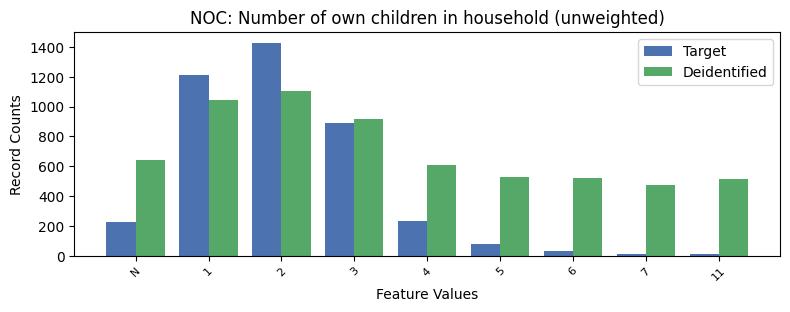 NOC: Number of own children in household (unweighted)
Target
Deidentified
Record Counts
1400
1200
1000
800
600
400
200
0
N 1 2 3 4 5 6 7 11
Feature Values